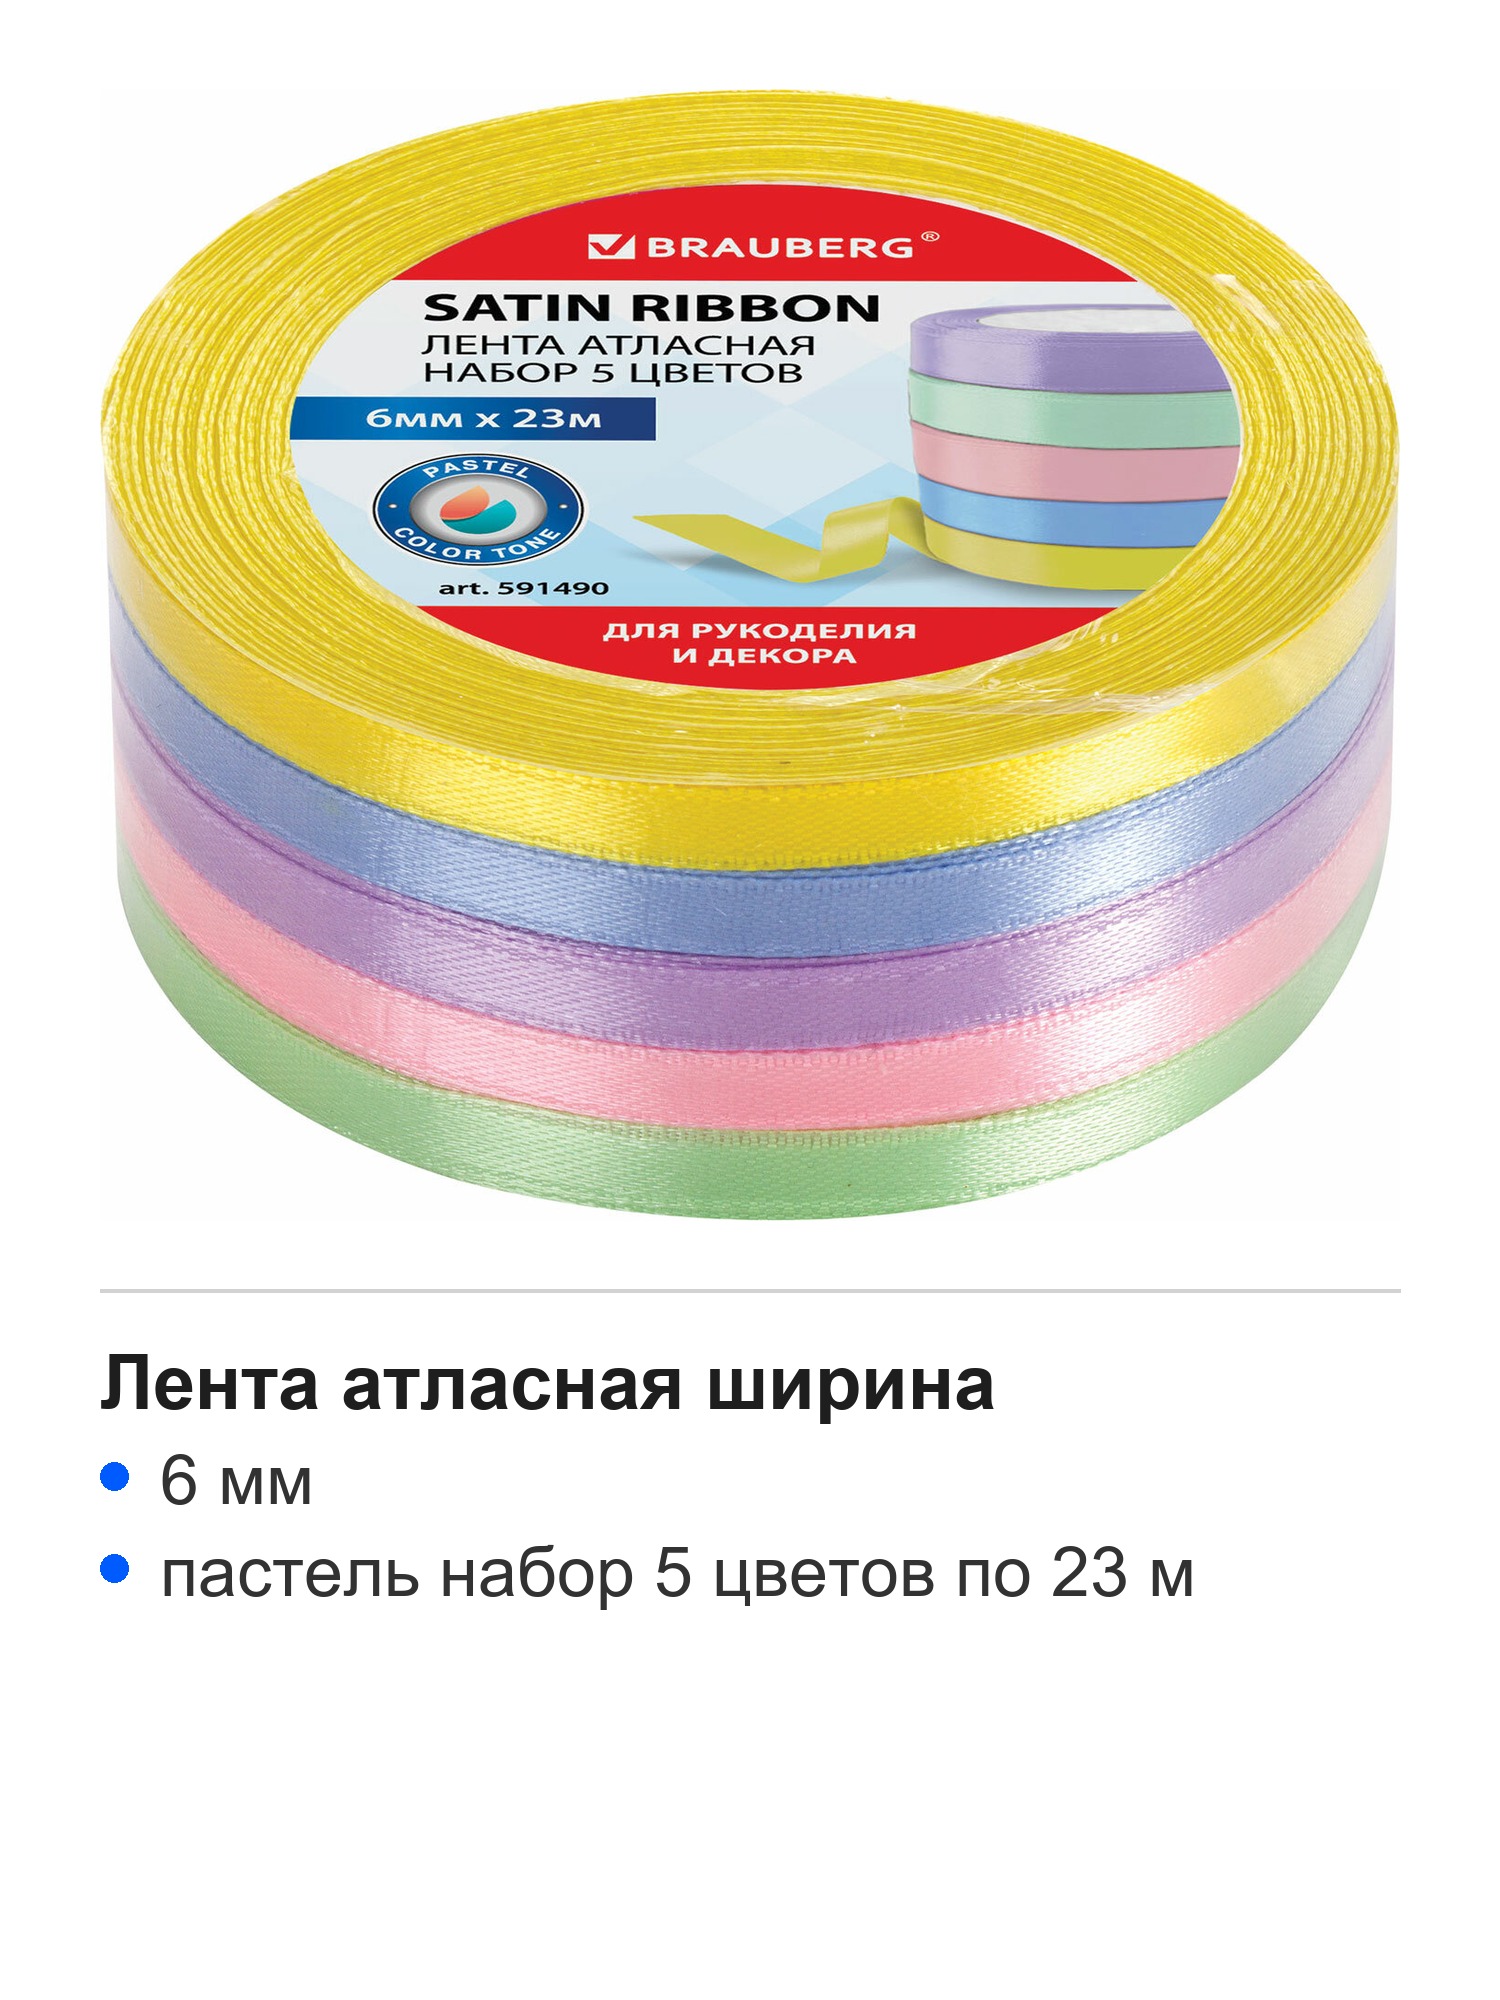 BRAUBERG®
SATIN RIBBON
ЛЕНТА АТЛАСНАЯ
НАБОР 5 ЦВЕТОВ
6мм x 23м
PASTEL
COLOR TONE
art. 591490
ДЛЯ РУКОДЕЛИЯ
И ДЕКОРА
Лента атласная ширина
6 мм
пастель набор 5 цветов по 23 м